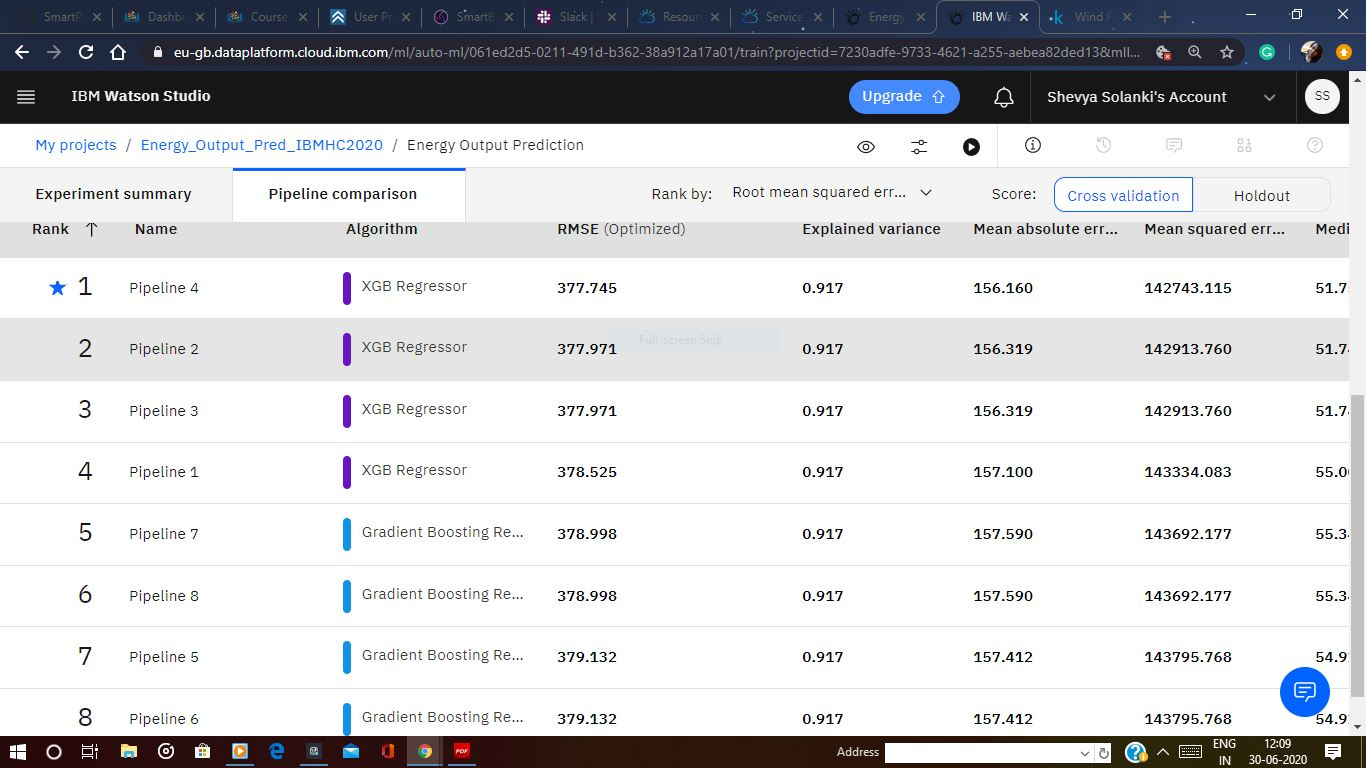 SmartP
Dashbo
Course
User Pr
SmartB
Slack |
Resour
Service
Energy
IBM Wa
Wind F
eu-gb.dataplatform.cloud.ibm.com/ml/auto-ml/061ed2d5-0211-491d-b362-38a912a17a01/train?projectid=7230adfe-9733-4621-a255-aebea82ded13&mll...
IBM Watson Studio
Upgrade
Shevya Solanki's Account
SS
My projects / Energy_Output_Pred_IBMHC2020 / Energy Output Prediction
Experiment summary
Pipeline comparison
Rank by: Root mean squared err...
Score: Cross validation Holdout
Rank Name Algorithm RMSE (Optimized) Explained variance Mean absolute err... Mean squared err... Medi
1 Pipeline 4 XGB Regressor 377.745 0.917 156.160 142743.115 51.7
Full-screen Snip
2 Pipeline 2 XGB Regressor 377.971 0.917 156.319 142913.760 51.7
3 Pipeline 3 XGB Regressor 377.971 0.917 156.319 142913.760 51.7
4 Pipeline 1 XGB Regressor 378.525 0.917 157.100 143334.083 55.0
5 Pipeline 7 Gradient Boosting Re... 378.998 0.917 157.590 143692.177 55.3
6 Pipeline 8 Gradient Boosting Re... 378.998 0.917 157.590 143692.177 55.3
7 Pipeline 5 Gradient Boosting Re... 379.132 0.917 157.412 143795.768 54.9
8 Pipeline 6 Gradient Boosting Re... 379.132 0.917 157.412 143795.768 54.9
PDF
Address
ENG
IN
12:09
30-06-2020